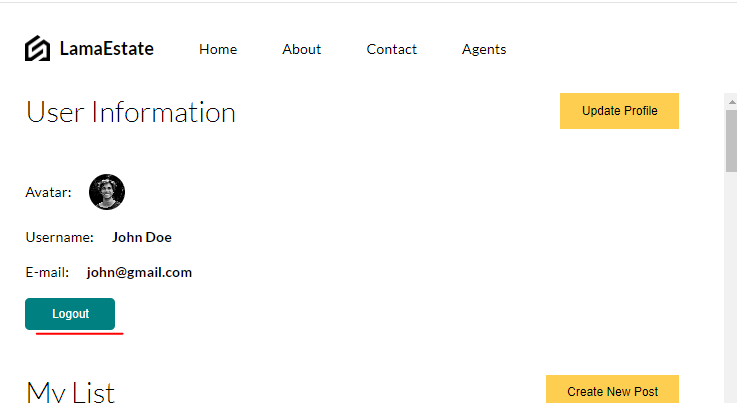 LamaEstate Home About Contact Agents
User Information Update Profile
Avatar:
Username: John Doe
E-mail: john@gmail.com
Logout
My List Create New Post